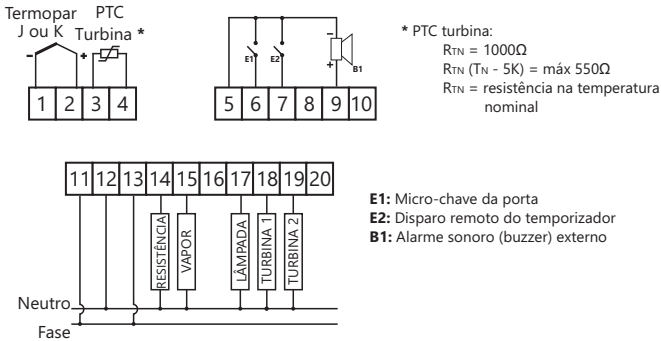 Termopar
J ou K
PTC
Turbina *
- +
1 2 3 4
E1 E2
-
+
B1
5 6 7 8 9 10
* PTC turbina:
RTN = 1000Ω
RTN (TN - 5K) = máx 550Ω
RTN = resistência na temperatura
nominal
11 12 13 14 15 16 17 18 19 20
RESISTÊNCIA
VAPOR
LÂMPADA
TURBINA 1
TURBINA 2
Neutro
Fase
E1: Micro-chave da porta
E2: Disparo remoto do temporizador
B1: Alarme sonoro (buzzer) externo